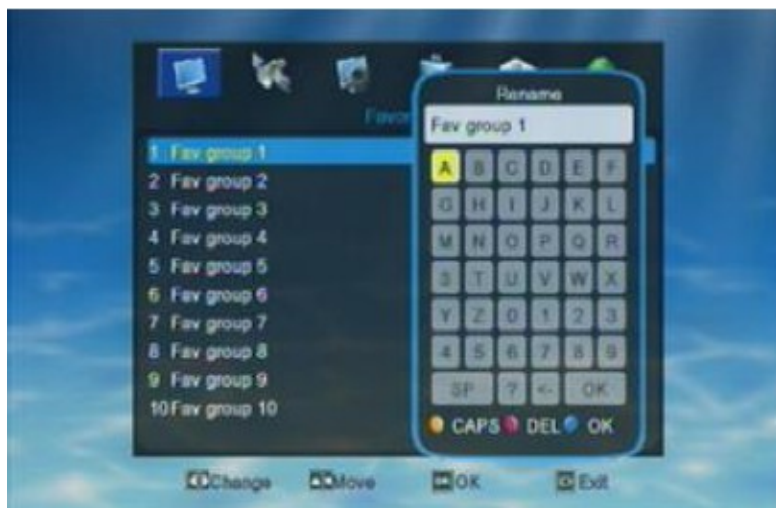 Rename
Favor
Fav group 1
1 Fav group 1
2 Fav group 2
3 Fav group 3
4 Fav group 4
5 Fav group 5
6 Fav group 6
7 Fav group 7
8 Fav group 8
9 Fav group 9
10 Fav group 10
A B C D E F
G H I J K L
M N O P Q R
S T U V W X
Y Z 0 1 2 3
4 5 6 7 8 9
SP ? <- OK
CAPS DEL OK
Change Move OK Exit